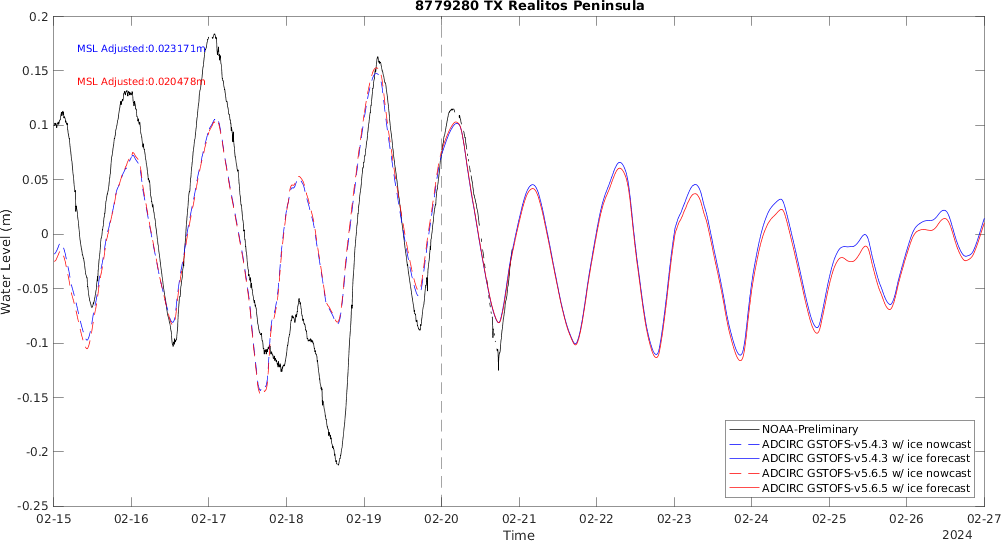 8779280 TX Realitos Peninsula
0.2
0.15
0.1
0.05
0
-0.05
-0.1
-0.15
-0.2
-0.25
Water Level (m)
MSL Adjusted:0.023171m
MSL Adjusted:0.020478m
NOAA-Preliminary
ADCIRC GSTOFS-v5.4.3 w/ ice nowcast
ADCIRC GSTOFS-v5.4.3 w/ ice forecast
ADCIRC GSTOFS-v5.6.5 w/ ice nowcast
ADCIRC GSTOFS-v5.6.5 w/ ice forecast
02-15 02-16 02-17 02-18 02-19 02-20 02-21 02-22 02-23 02-24 02-25 02-26 02-27
Time
2024